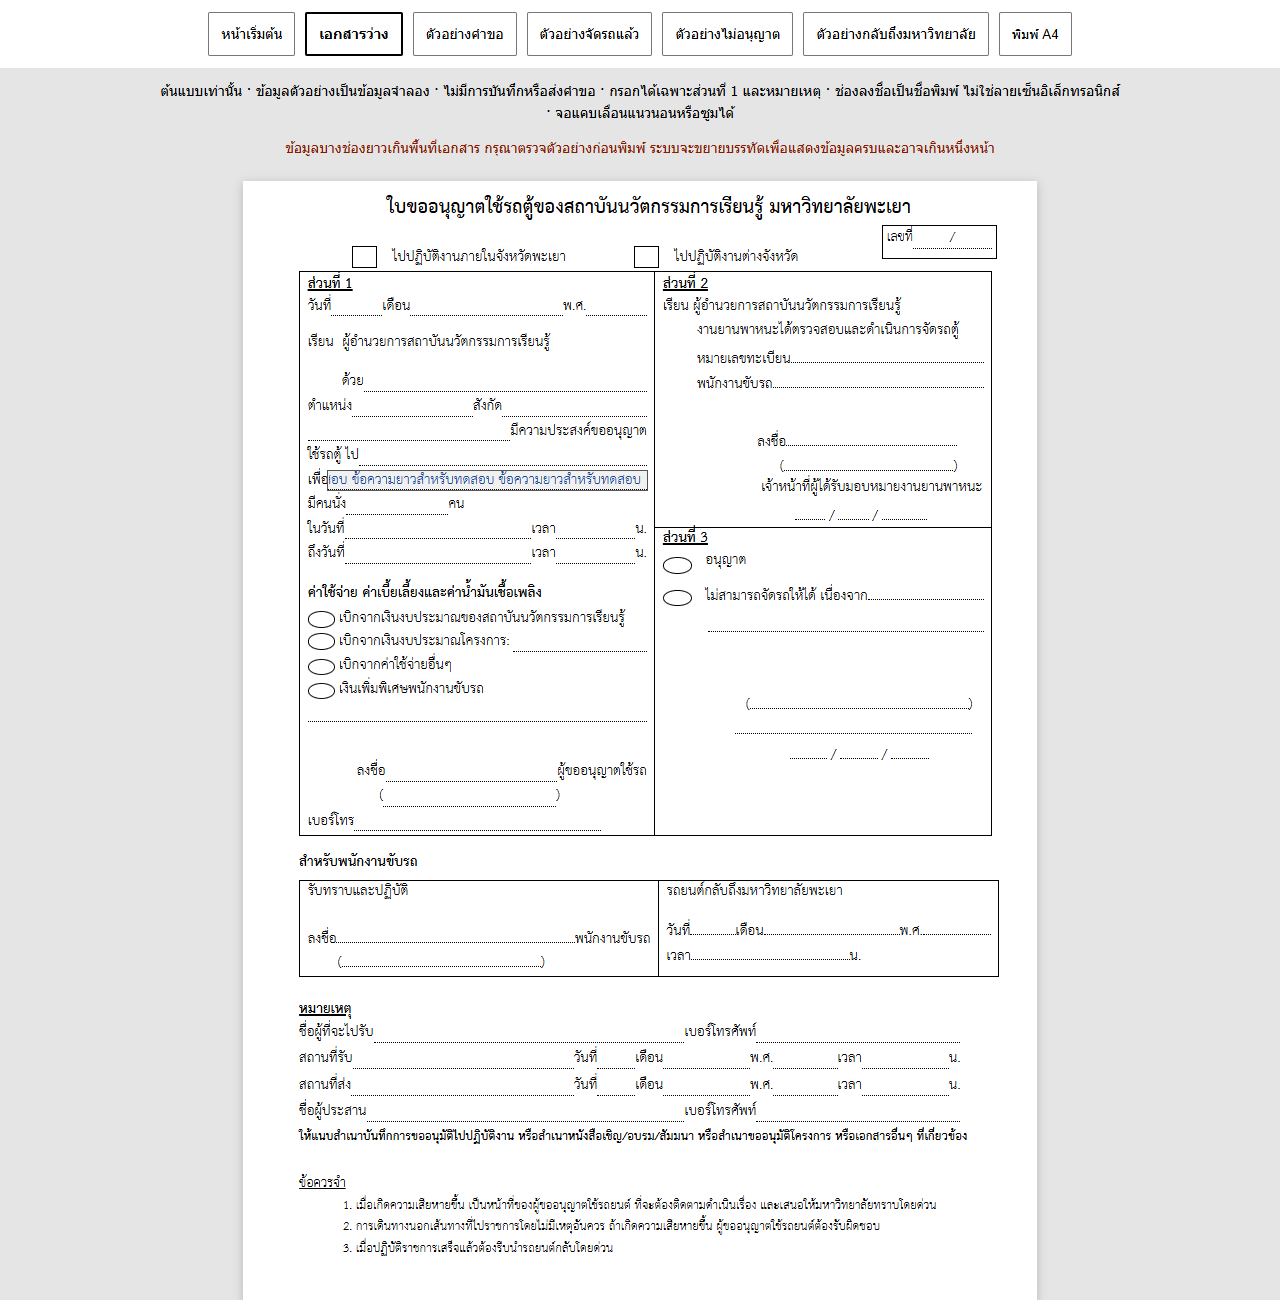 หน้าเริ่มต้น
เอกสารว่าง
ตัวอย่างคำขอ
ตัวอย่างจัดรถแล้ว
ตัวอย่างไม่อนุญาต
ตัวอย่างกลับถึงมหาวิทยาลัย
พิมพ์ A4
ต้นแบบเท่านั้น · ข้อมูลตัวอย่างเป็นข้อมูลจำลอง · ไม่มีการบันทึกหรือส่งคำขอ · กรอกได้เฉพาะส่วนที่ 1 และหมายเหตุ · ช่องลงชื่อเป็นชื่อพิมพ์ ไม่ใช่ลายเซ็นอิเล็กทรอนิกส์
· จอแคบเลื่อนแนวนอนหรือซูมได้
ข้อมูลบางช่องยาวเกินพื้นที่เอกสาร กรุณาตรวจตัวอย่างก่อนพิมพ์ ระบบจะขยายบรรทัดเพื่อแสดงข้อมูลครบและอาจเกินหนึ่งหน้า
ใบขออนุญาตใช้รถตู้ของสถาบันนวัตกรรมการเรียนรู้ มหาวิทยาลัยพะเยา
เลขที่ /
ไปปฏิบัติงานภายในจังหวัดพะเยา
ไปปฏิบัติงานต่างจังหวัด
ส่วนที่ 1
วันที่ เดือน พ.ศ.
เรียน ผู้อำนวยการสถาบันนวัตกรรมการเรียนรู้
ด้วย
ตำแหน่ง สังกัด
มีความประสงค์ขออนุญาต
ใช้รถตู้ ไป
เพื่อ อบ ข้อความยาวสำหรับทดสอบ ข้อความยาวสำหรับทดสอบ
มีคนนั่ง คน
ในวันที่ เวลา น.
ถึงวันที่ เวลา น.
ค่าใช้จ่าย ค่าเบี้ยเลี้ยงและค่าน้ำมันเชื้อเพลิง
เบิกจากเงินงบประมาณของสถาบันนวัตกรรมการเรียนรู้
เบิกจากเงินงบประมาณโครงการ:
เบิกจากค่าใช้จ่ายอื่นๆ
เงินเพิ่มพิเศษพนักงานขับรถ
ลงชื่อ ผู้ขออนุญาตใช้รถ
( )
เบอร์โทร
ส่วนที่ 2
เรียน ผู้อำนวยการสถาบันนวัตกรรมการเรียนรู้
งานยานพาหนะได้ตรวจสอบและดำเนินการจัดรถตู้
หมายเลขทะเบียน
พนักงานขับรถ
ลงชื่อ
( )
เจ้าหน้าที่ผู้ได้รับมอบหมายงานยานพาหนะ
/ /
ส่วนที่ 3
อนุญาต
ไม่สามารถจัดรถให้ได้ เนื่องจาก
( )
/ /
สำหรับพนักงานขับรถ
รับทราบและปฏิบัติ
ลงชื่อ พนักงานขับรถ
( )
รถยนต์กลับถึงมหาวิทยาลัยพะเยา
วันที่ เดือน พ.ศ.
เวลา น.
หมายเหตุ
ชื่อผู้ที่จะไปรับ เบอร์โทรศัพท์
สถานที่รับ วันที่ เดือน พ.ศ. เวลา น.
สถานที่ส่ง วันที่ เดือน พ.ศ. เวลา น.
ชื่อผู้ประสาน เบอร์โทรศัพท์
ให้แนบสำเนาบันทึกการขออนุมัติไปปฏิบัติงาน หรือสำเนาหนังสือเชิญ/อบรม/สัมมนา หรือสำเนาขออนุมัติโครงการ หรือเอกสารอื่นๆ ที่เกี่ยวข้อง
ข้อควรจำ
1. เมื่อเกิดความเสียหายขึ้น เป็นหน้าที่ของผู้ขออนุญาตใช้รถยนต์ ที่จะต้องติดตามดำเนินเรื่อง และเสนอให้มหาวิทยาลัยทราบโดยด่วน
2. การเดินทางนอกเส้นทางที่ไปราชการโดยไม่มีเหตุอันควร ถ้าเกิดความเสียหายขึ้น ผู้ขออนุญาตใช้รถยนต์ต้องรับผิดชอบ
3. เมื่อปฏิบัติราชการเสร็จแล้วต้องรีบนำรถยนต์กลับโดยด่วน